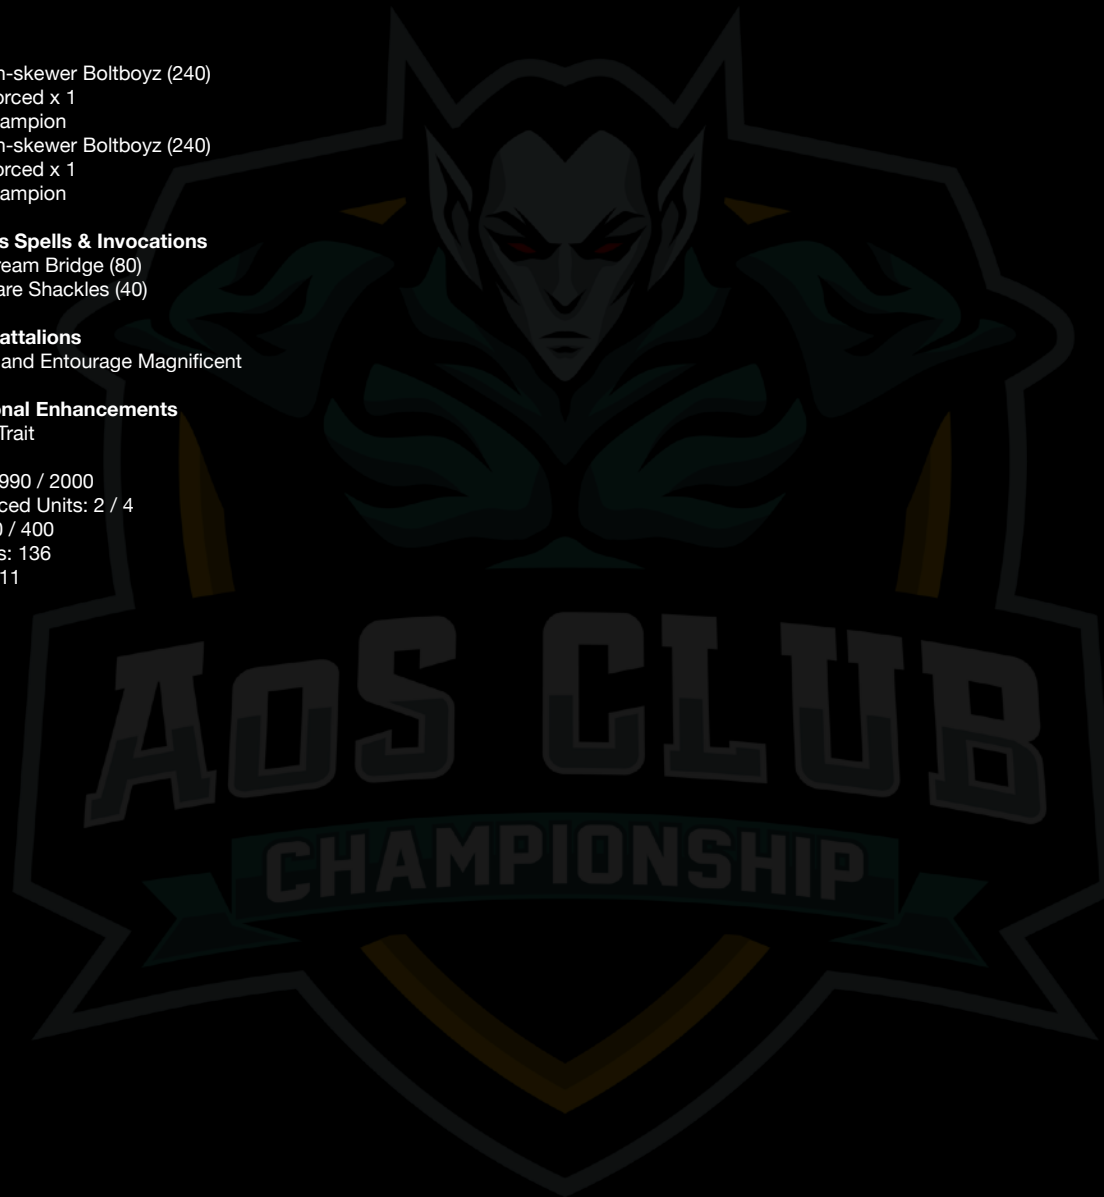 n-skewer Boltboyz (240)
orced x 1
ampion
n-skewer Boltboyz (240)
orced x 1
ampion
s Spells & Invocations
ream Bridge (80)
are Shackles (40)
attalions
and Entourage Magnificent
onal Enhancements
Trait
990 / 2000
ced Units: 2 / 4
0 / 400
s: 136
11
AoS CLUB
CHAMPIONSHIP